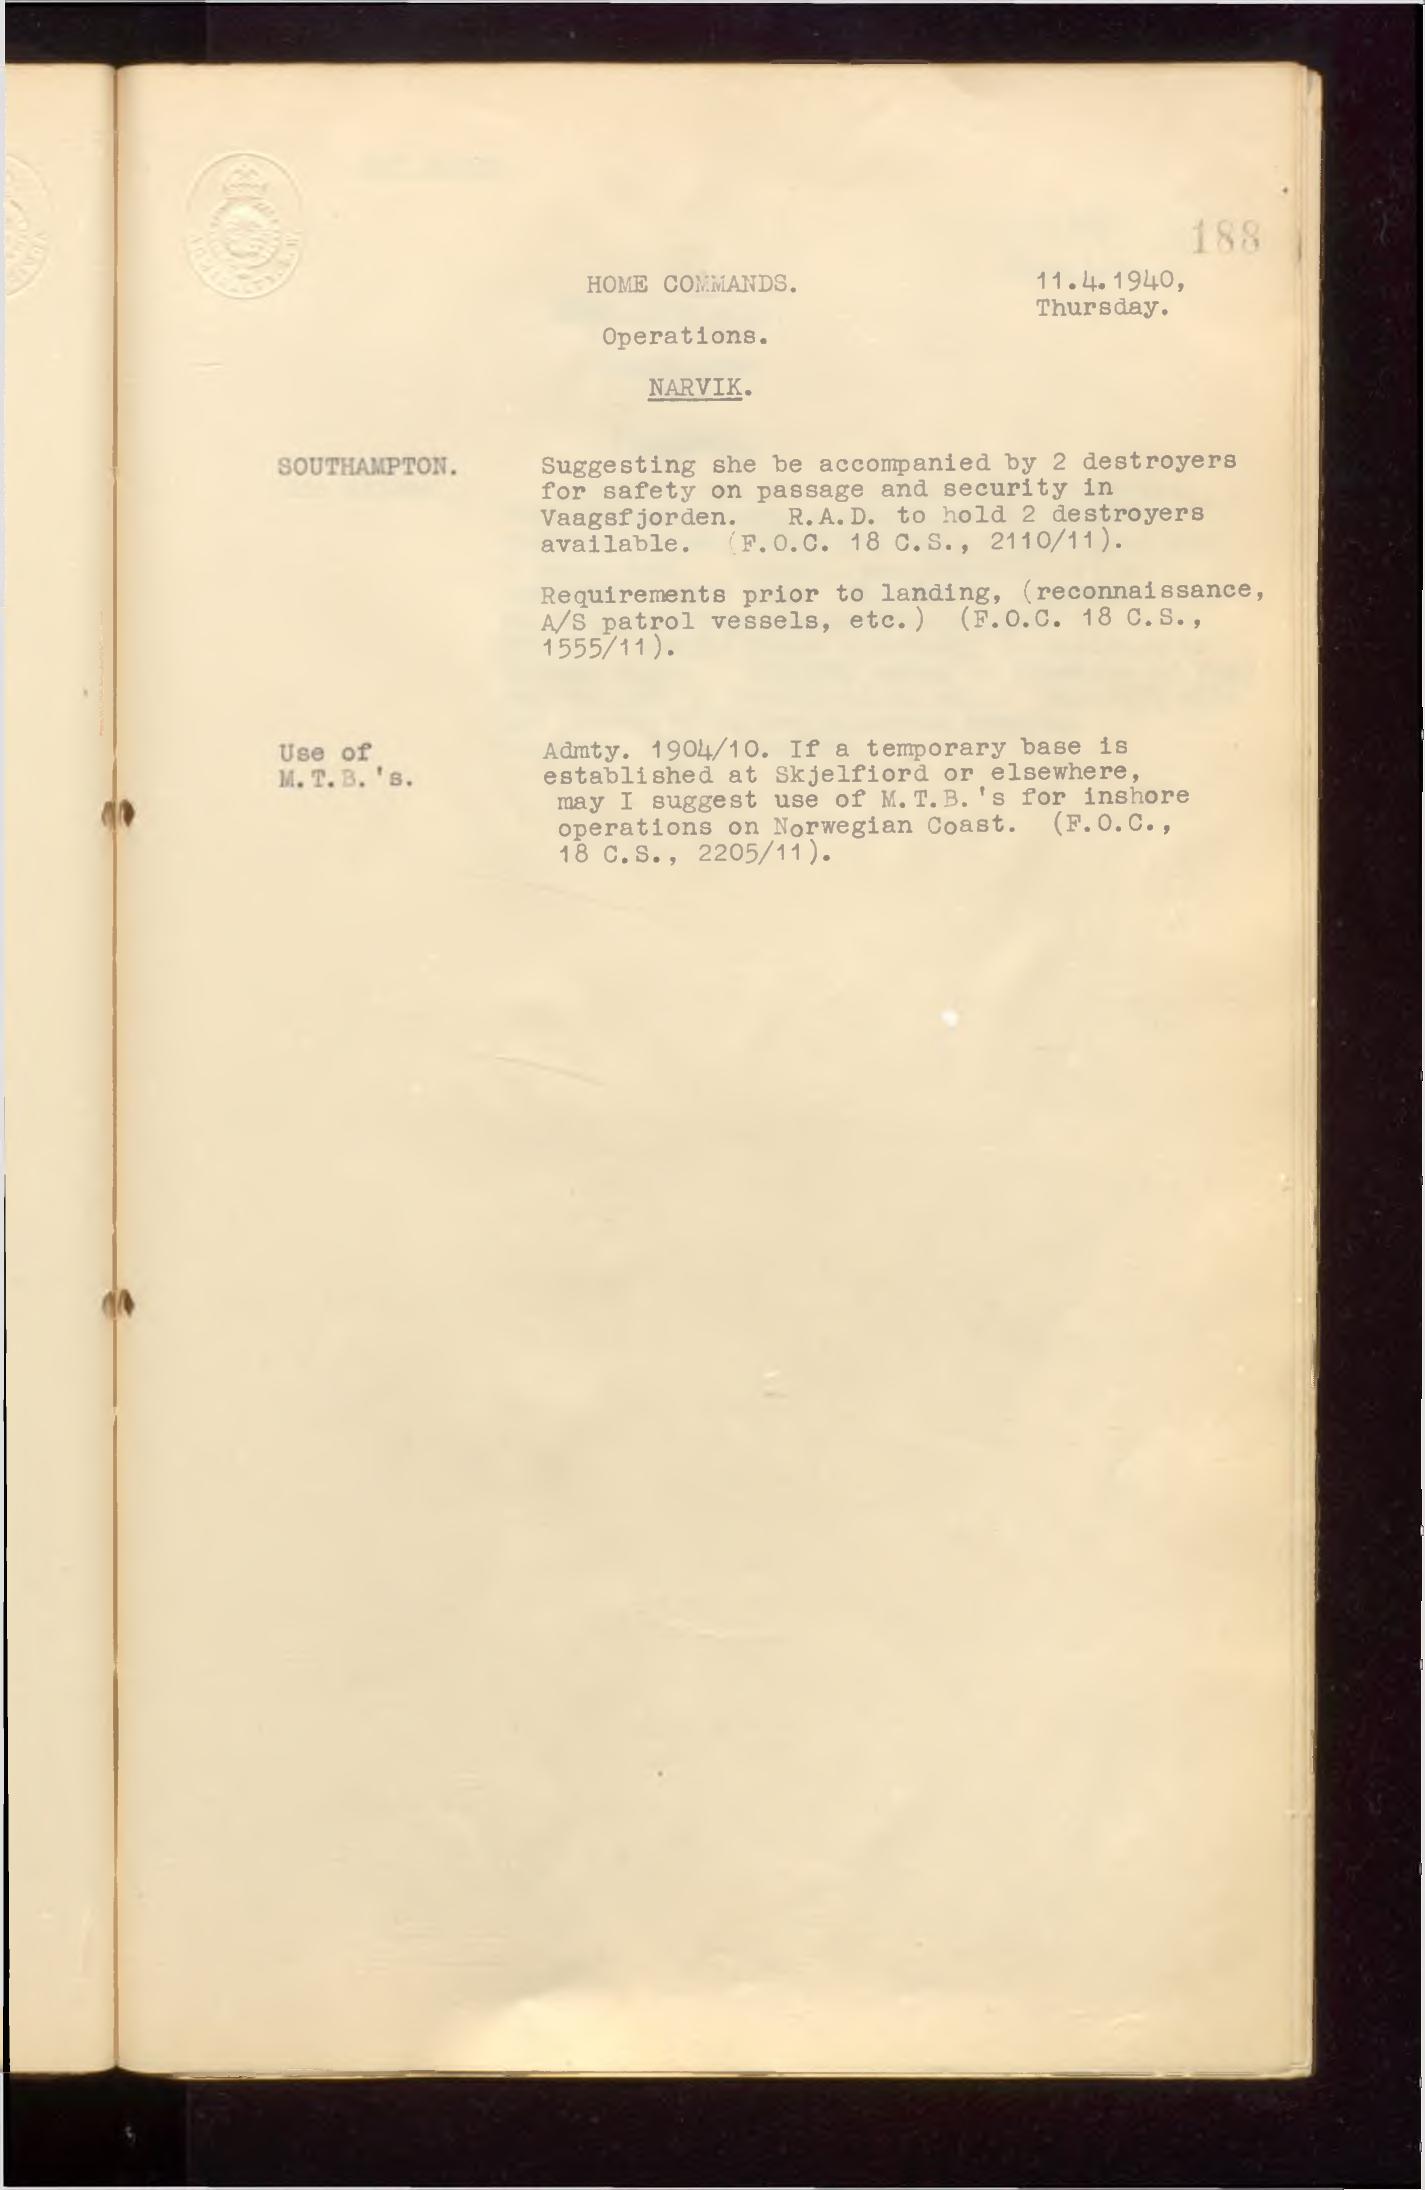 188
HOME COMMANDS.
11.4.1940,
Thursday.
Operations.
NARVIK.
SOUTHAMPTON.
Suggesting she be accompanied by 2 destroyers
for safety on passage and security in
Vaagsfjorden. R.A.D. to hold 2 destroyers
available. (F.O.C. 18 C.S., 2110/11).
Requirements prior to landing, (reconnaissance,
A/S patrol vessels, etc.) (F.O.C. 18 C.S.,
1555/11).
Use of
M.T.B.'s.
Admty. 1904/10. If a temporary base is
established at Skjelfiord or elsewhere,
may I suggest use of M.T.B.'s for inshore
operations on Norwegian Coast. (F.O.C.,
18 C.S., 2205/11).